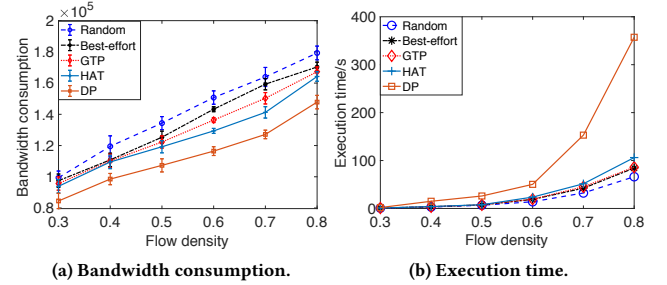 2 ×10^5
Random
Best-effort
GTP
HAT
DP
1.8
1.6
1.4
1.2
1
0.8
Bandwidth consumption
0.3 0.4 0.5 0.6 0.7 0.8
Flow density
(a) Bandwidth consumption.
400
Random
Best-effort
GTP
HAT
DP
300
200
100
0
Execution time/s
0.3 0.4 0.5 0.6 0.7 0.8
Flow density
(b) Execution time.